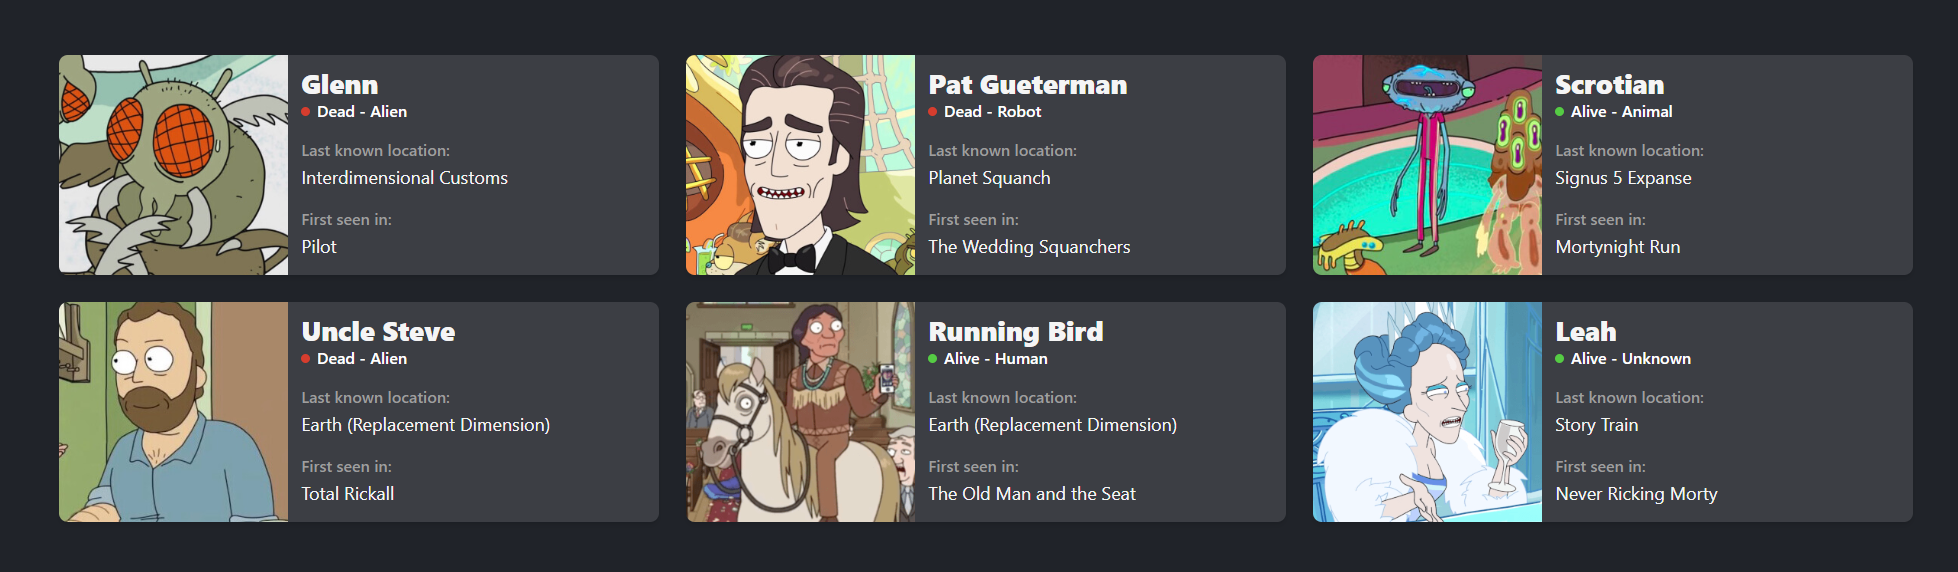 Glenn
Dead - Alien
Last known location:
Interdimensional Customs
First seen in:
Pilot
Pat Gueterman
Dead - Robot
Last known location:
Planet Squanch
First seen in:
The Wedding Squanchers
Scrotian
Alive - Animal
Last known location:
Signus 5 Expanse
First seen in:
Mortynight Run
Uncle Steve
Dead - Alien
Last known location:
Earth (Replacement Dimension)
First seen in:
Total Rickall
Running Bird
Alive - Human
Last known location:
Earth (Replacement Dimension)
First seen in:
The Old Man and the Seat
Leah
Alive - Unknown
Last known location:
Story Train
First seen in:
Never Ricking Morty